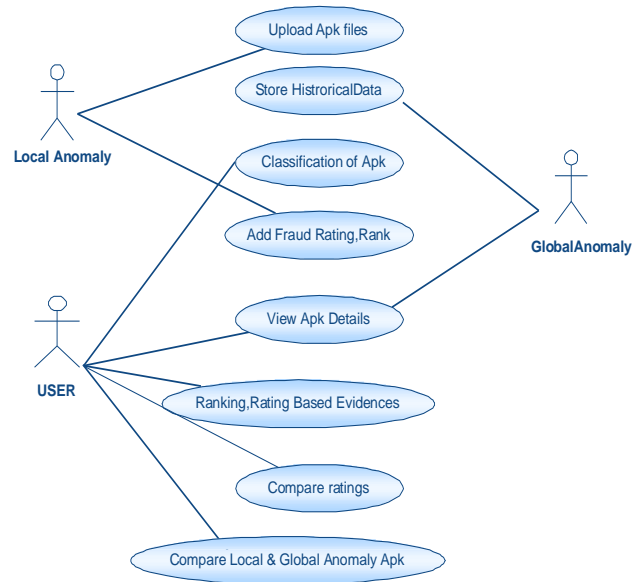 Upload Apk files
Store HistroricalData
Local Anomaly
Classification of Apk
Add Fraud Rating,Rank
GlobalAnomaly
View Apk Details
USER
Ranking,Rating Based Evidences
Compare ratings
Compare Local & Global Anomaly Apk